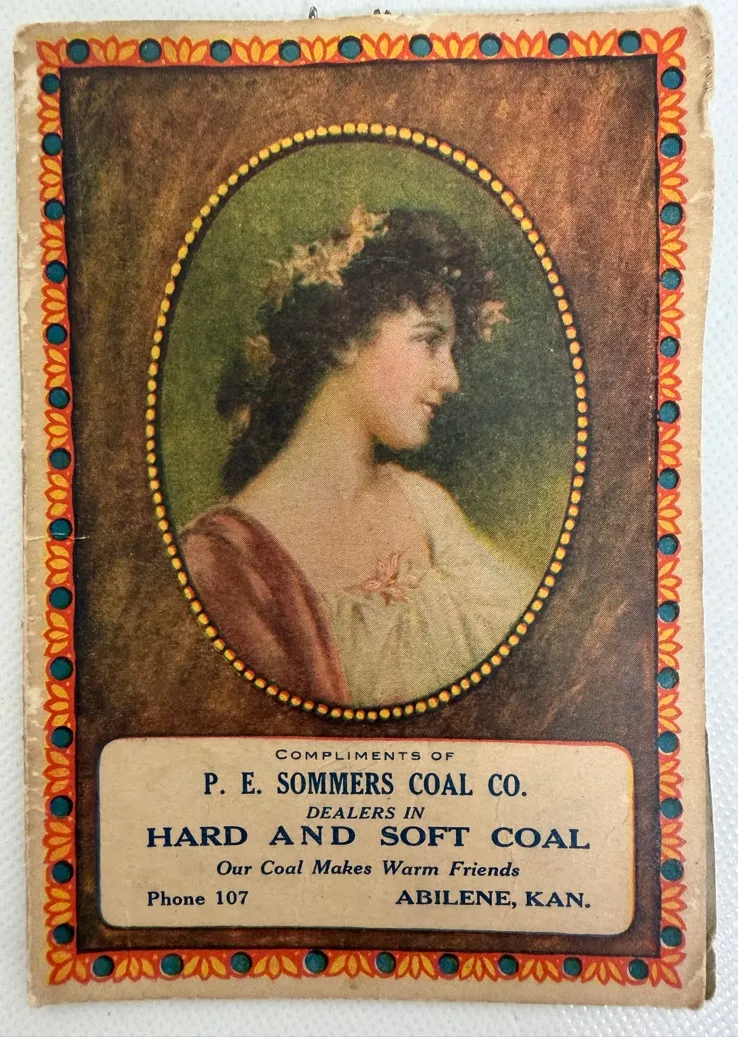 COMPLIMENTS OF
P. E. SOMMERS COAL CO.
DEALERS IN
HARD AND SOFT COAL
Our Coal Makes Warm Friends
Phone 107 ABILENE, KAN.